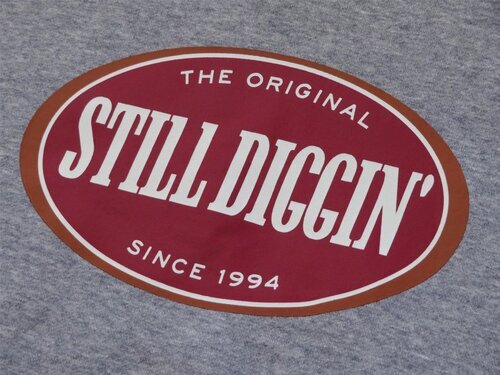 THE ORIGINAL
STILL DIGGIN'
SINCE 1994